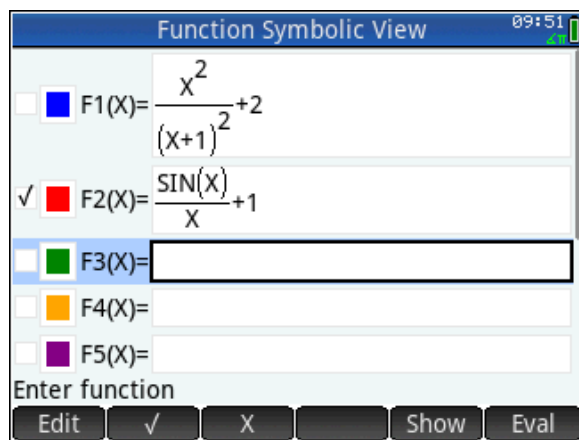 Function Symbolic View 09:51
∡π
F1(X)= X^2/(X+1)^2+2
√ F2(X)= SIN(X)/X+1
F3(X)=
F4(X)=
F5(X)=
Enter function
Edit √ X Show Eval